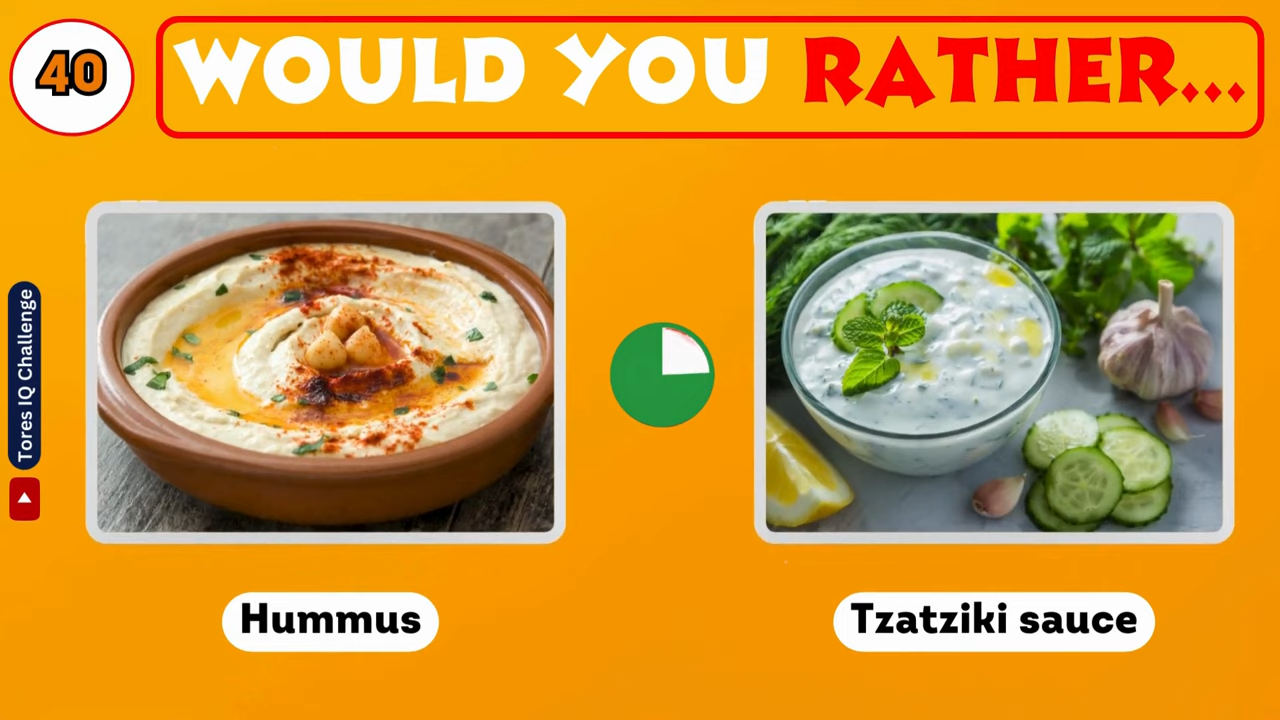 40
WOULD YOU RATHER...
Tores IQ Challenge
Hummus
Tzatziki sauce